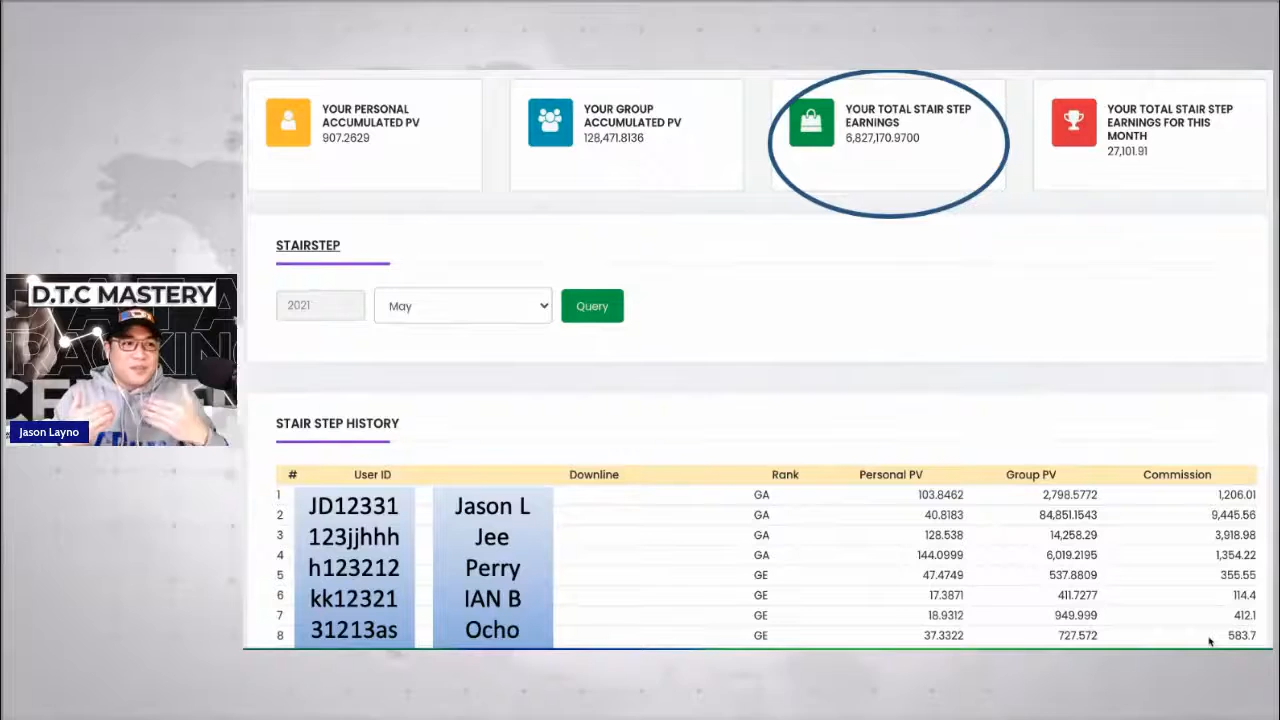 YOUR PERSONAL
ACCUMULATED PV
907.2629
YOUR GROUP
ACCUMULATED PV
128,471.8136
YOUR TOTAL STAIR STEP
EARNINGS
6,827,170.9700
YOUR TOTAL STAIR STEP
EARNINGS FOR THIS
MONTH
27,101.91
STAIRSTEP
2021 May Query
D.T.C MASTERY
Jason Layno
STAIR STEP HISTORY
# User ID Downline Rank Personal PV Group PV Commission
1 GA 103.8462 2,798.5772 1,206.01
2 GA 40.8183 84,851.1543 9,445.56
3 GA 128.538 14,258.29 3,918.98
4 GA 144.0999 6,019.2195 1,354.22
5 GE 47.4749 537.8809 355.55
6 GE 17.3871 411.7277 114.4
7 GE 18.9312 949.999 412.1
8 GE 37.3322 727.572 583.7
JD12331 Jason L
123jjhhh Jee
h123212 Perry
kk12321 IAN B
31213as Ocho